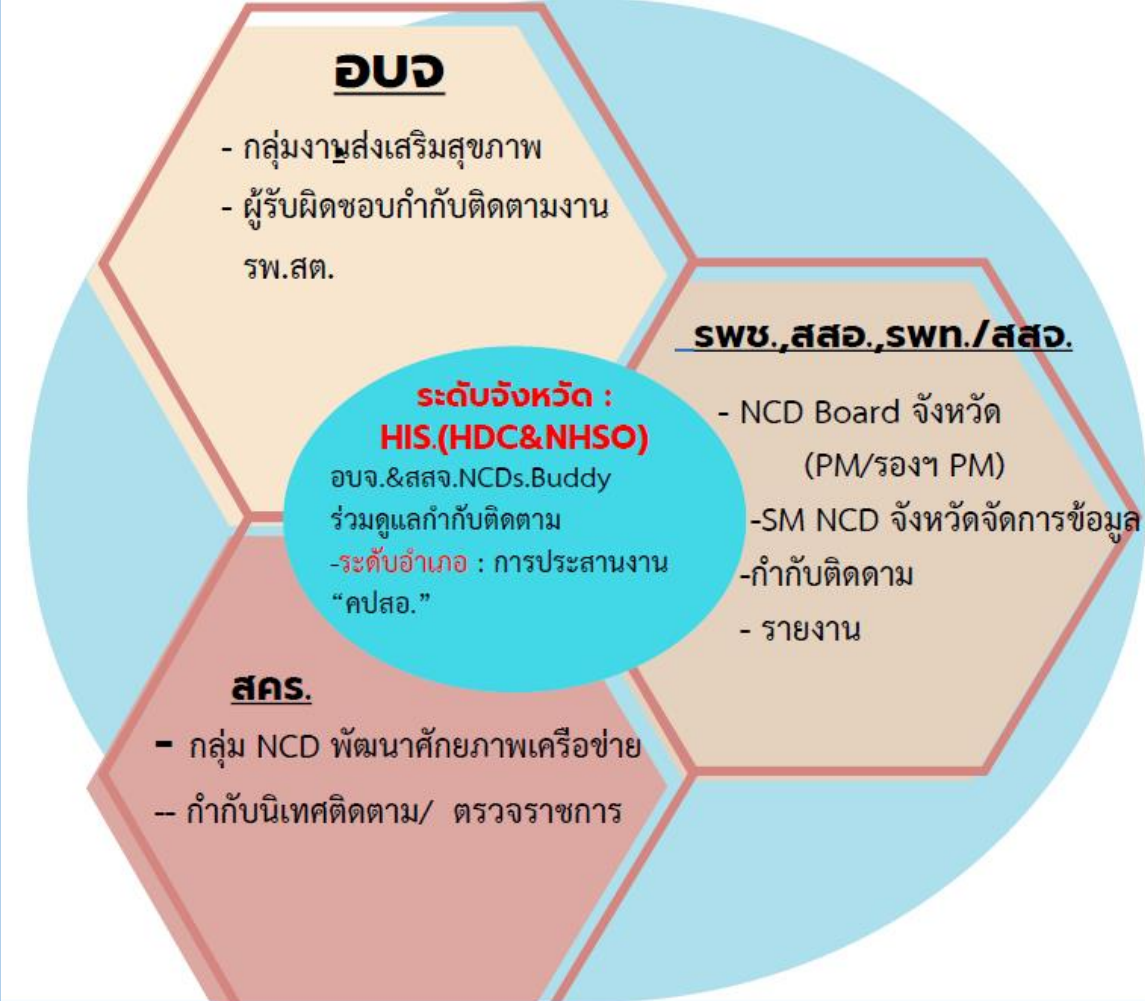 อบจ
- กลุ่มงานส่งเสริมสุขภาพ
- ผู้รับผิดชอบกำกับติดตามงาน
รพ.สต.
รพช.,สสอ.,รพท./สสจ.
- NCD Board จังหวัด
(PM/รองฯ PM)
-SM NCD จังหวัดจัดการข้อมูล
-กำกับติดดาม
- รายงาน
ระดับจังหวัด :
HIS.(HDC&NHSO)
อบจ.&สสจ.NCDs.Buddy
ร่วมดูแลกำกับติดตาม
-ระดับอำเภอ : การประสานงาน
“คปสอ.”
สคร.
- กลุ่ม NCD พัฒนาศักยภาพเครือข่าย
-- กำกับนิเทศติดตาม/ ตรวจราชการ